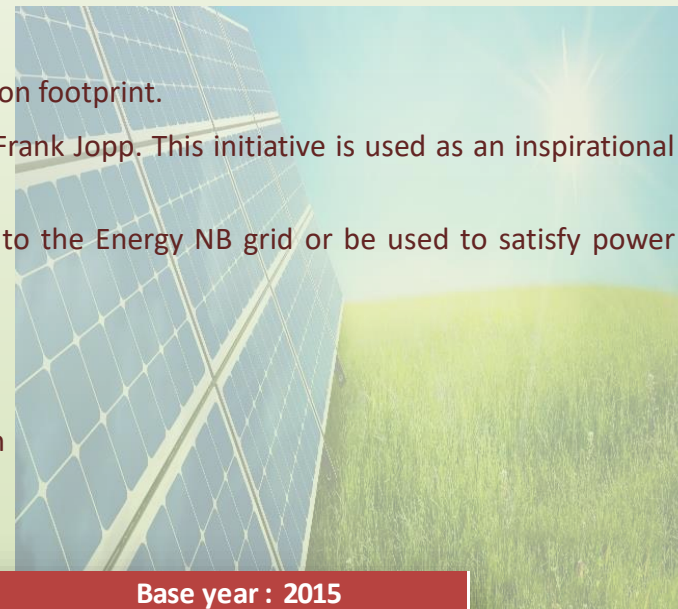 on footprint.
Frank Jopp. This initiative is used as an inspirational
to the Energy NB grid or be used to satisfy power
Base year : 2015